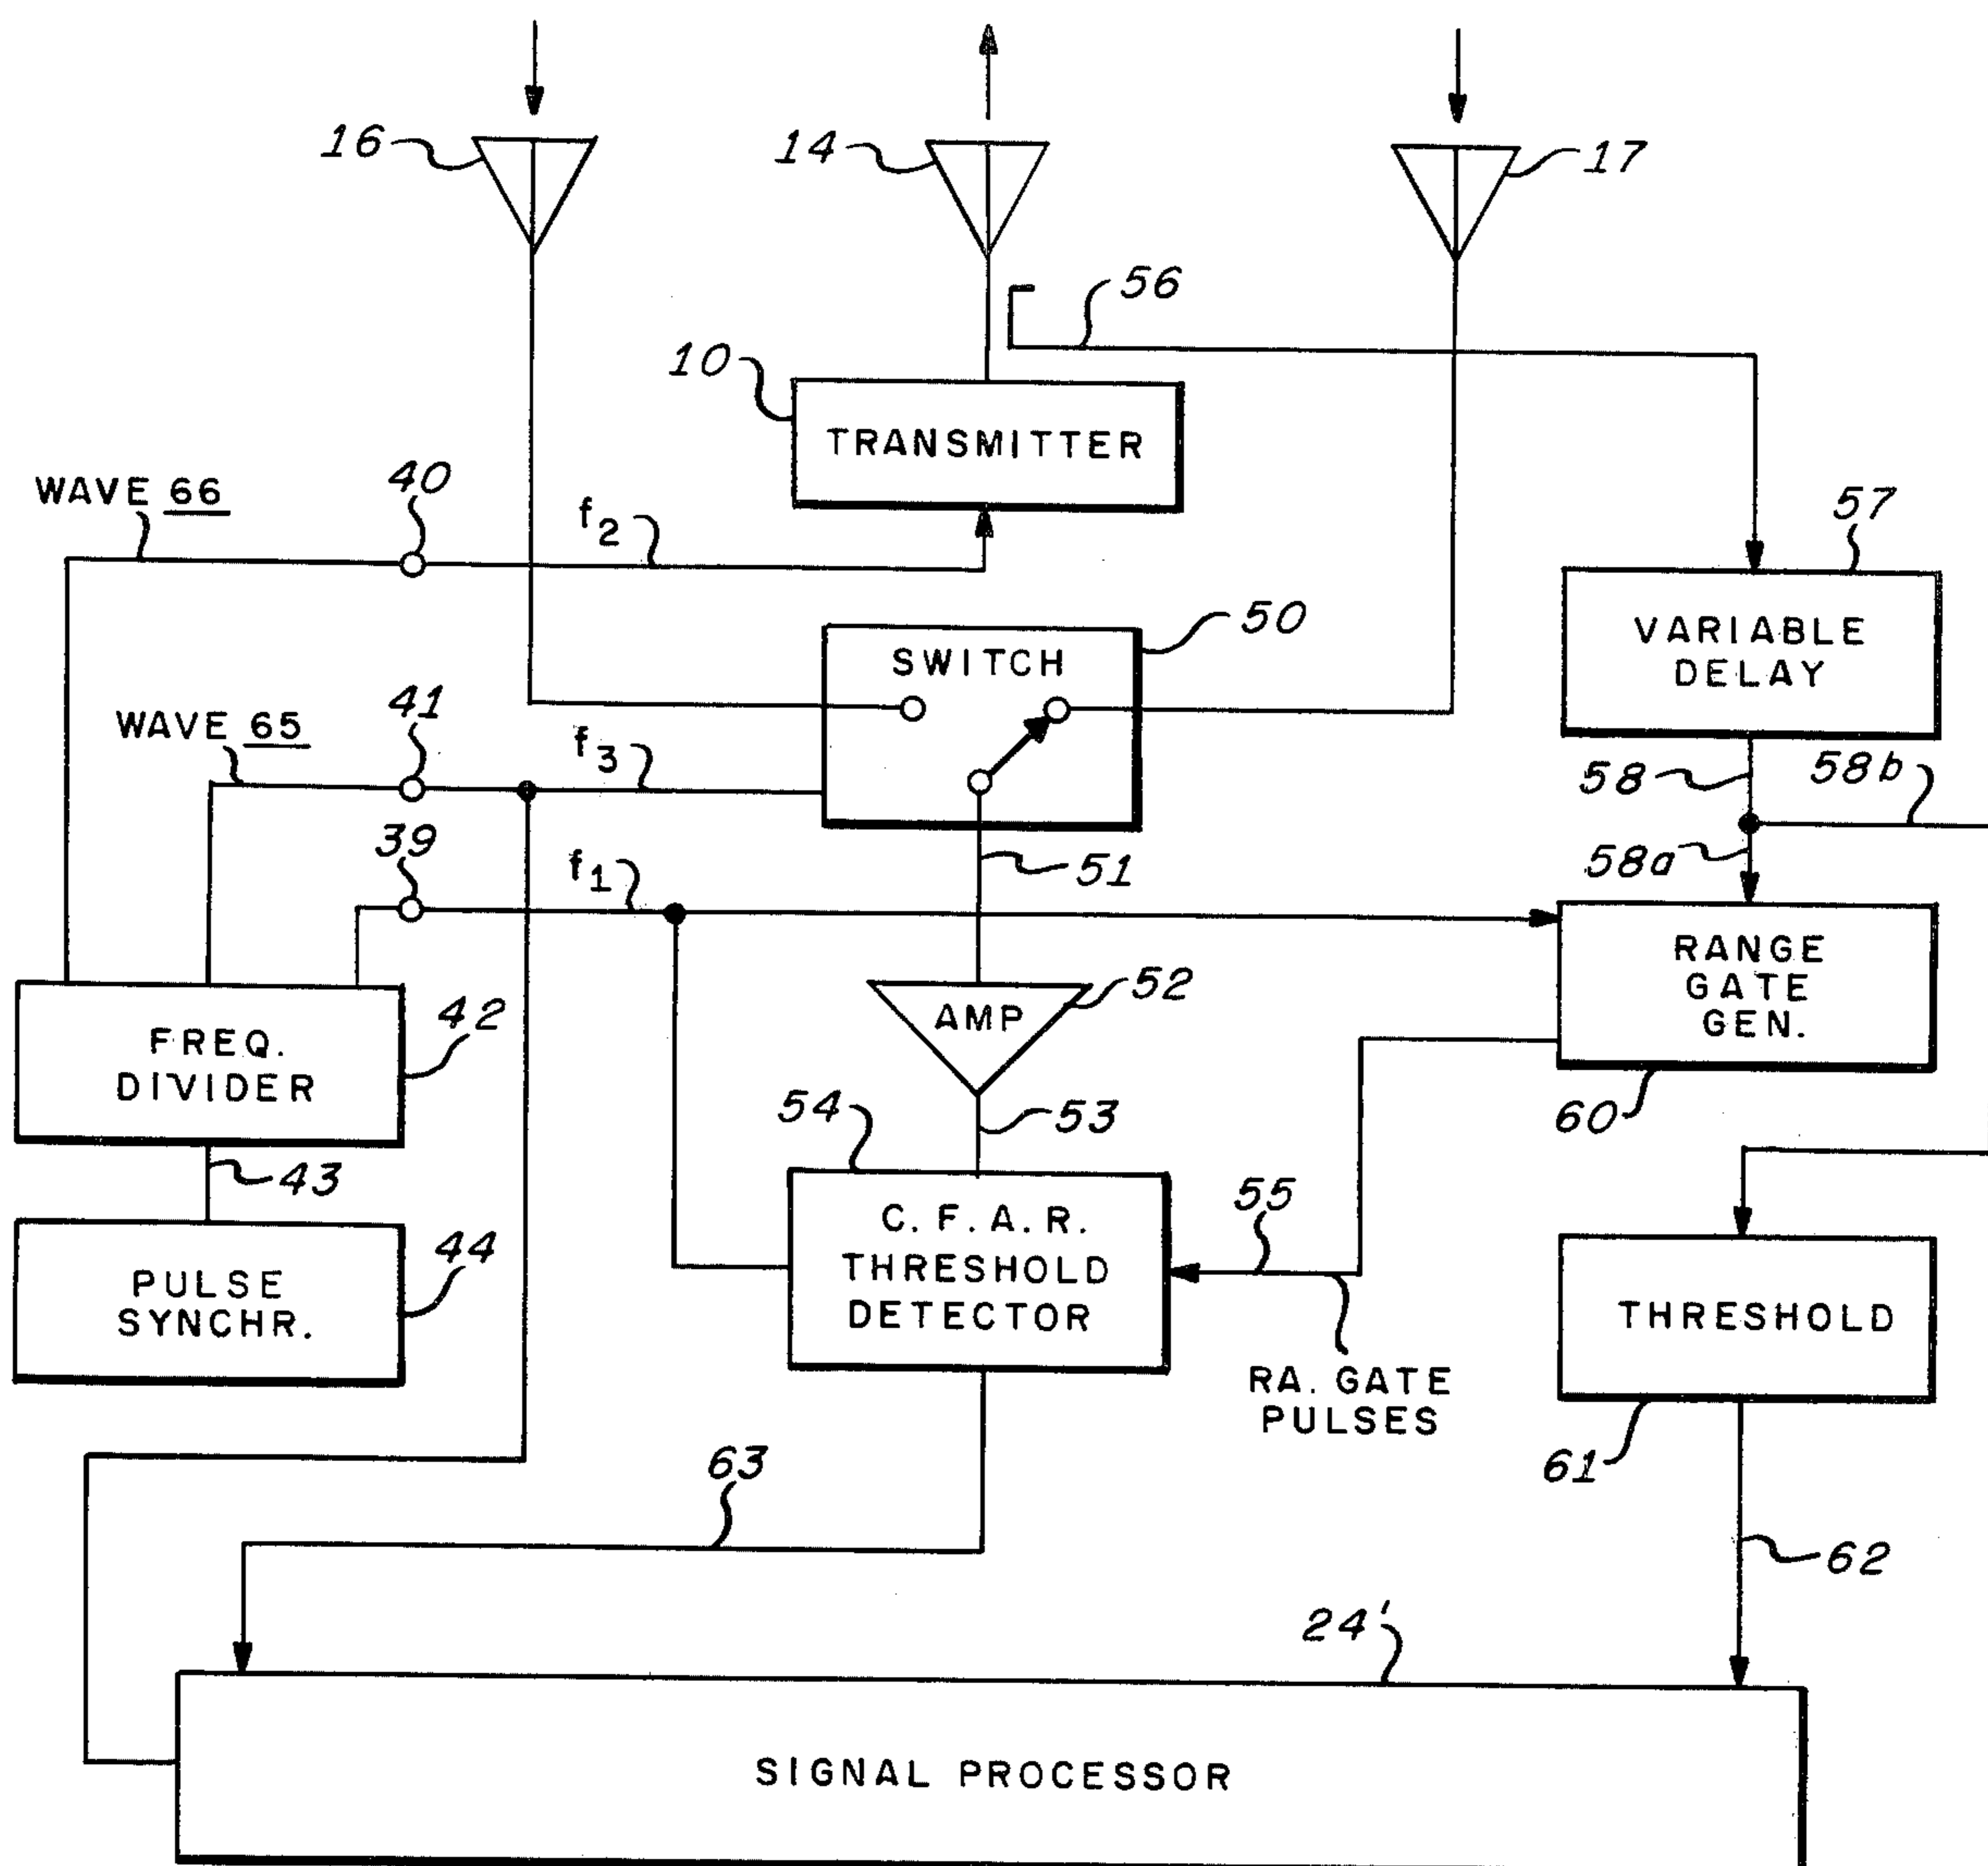 16
14
17
56
10
TRANSMITTER
WAVE 66
40
f2
57
VARIABLE
DELAY
50
SWITCH
WAVE 65
41
f3
58
58b
39
f1
51
58a
RANGE
GATE
GEN.
FREQ.
DIVIDER
42
AMP
52
60
43
54
53
PULSE
SYNCHR.
44
C. F. A. R.
THRESHOLD
DETECTOR
55
RA. GATE
PULSES
THRESHOLD
61
63
62
24'
SIGNAL PROCESSOR